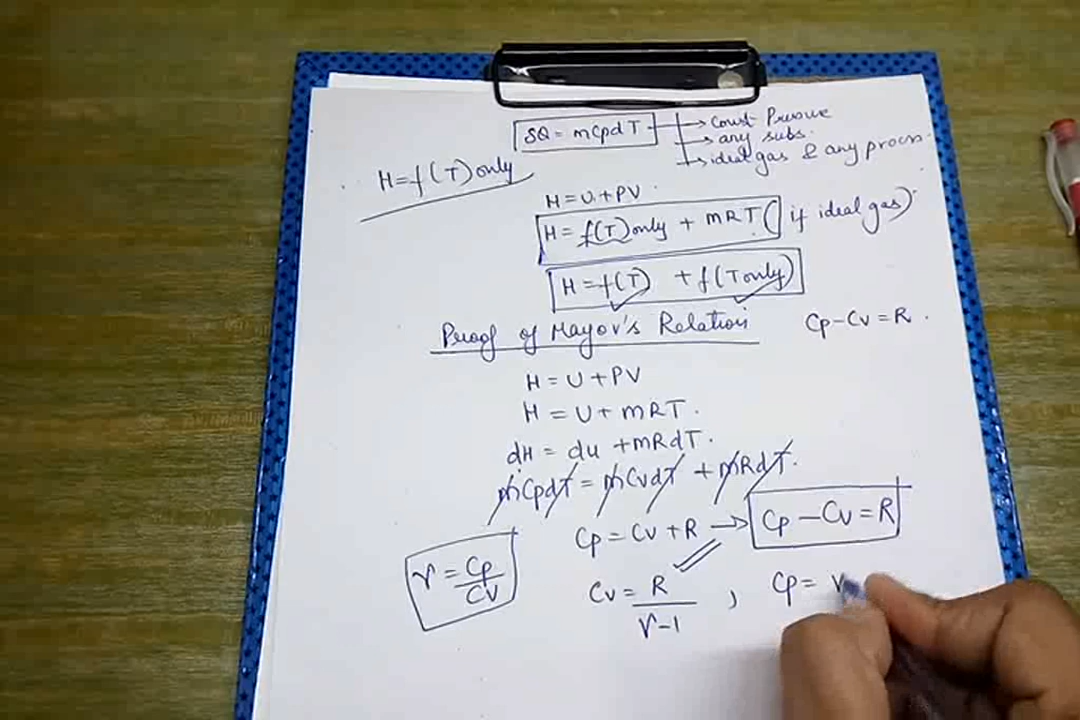 δQ = mCpdT → Const Presure
→ any subs.
→ ideal gas & any process.
H = f(T) only
H = U + PV
H = f(T) only + mRT (if ideal gas)
H = f(T) + f(T only)
Proof of Mayor's Relation Cp - Cv = R.
H = U + PV
H = U + mRT.
dH = du + mRdT.
mCpdT = mCvdT + mRdT.
Cp = Cv + R → Cp - Cv = R
γ = Cp/Cv
Cv = R/(γ-1) , Cp = γ